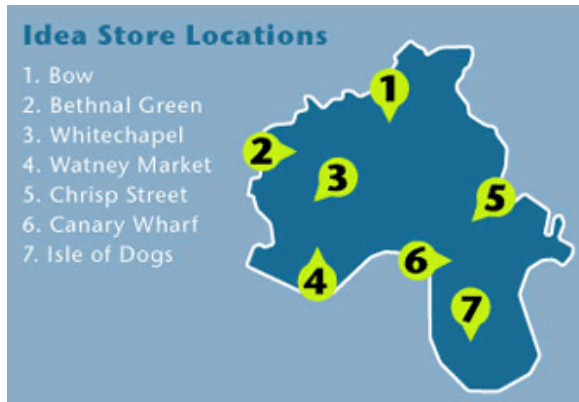 Idea Store Locations
1. Bow
2. Bethnal Green
3. Whitechapel
4. Watney Market
5. Chrisp Street
6. Canary Wharf
7. Isle of Dogs
1
2
3
5
6
4
7